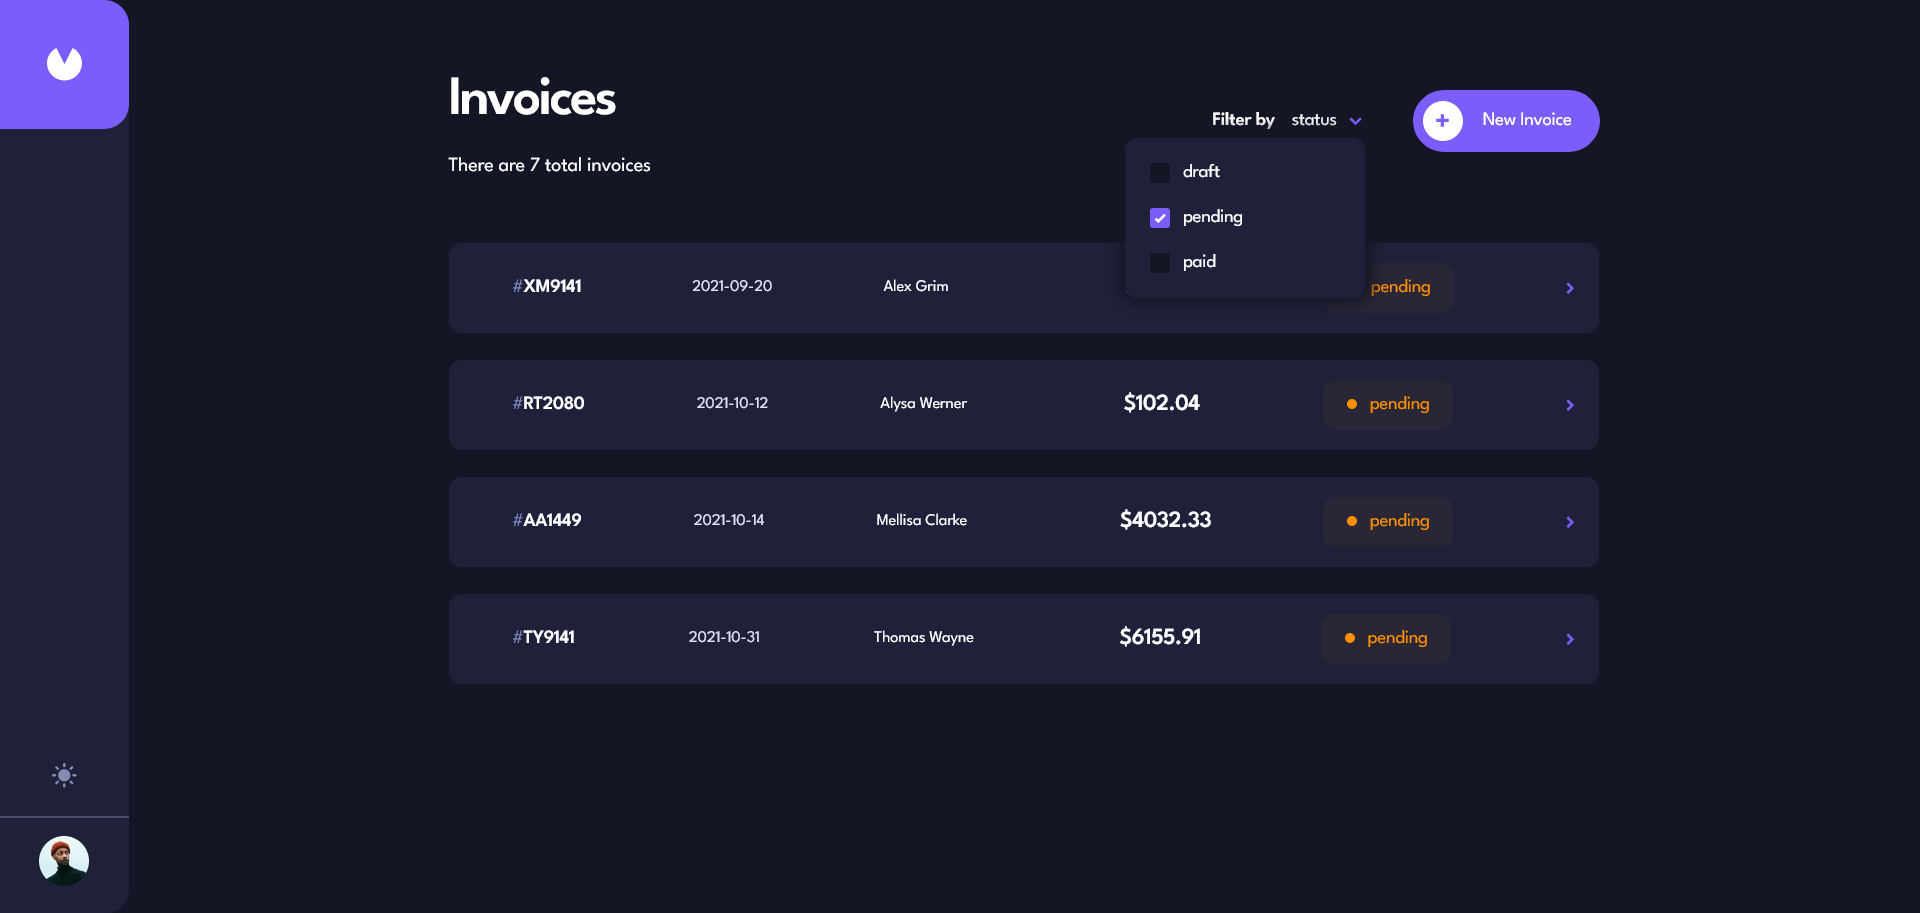 Invoices
Filter by status
New Invoice
There are 7 total invoices
draft
pending
paid
#XM9141 2021-09-20 Alex Grim pending
#RT2080 2021-10-12 Alysa Werner $102.04 pending
#AA1449 2021-10-14 Mellisa Clarke $4032.33 pending
#TY9141 2021-10-31 Thomas Wayne $6155.91 pending